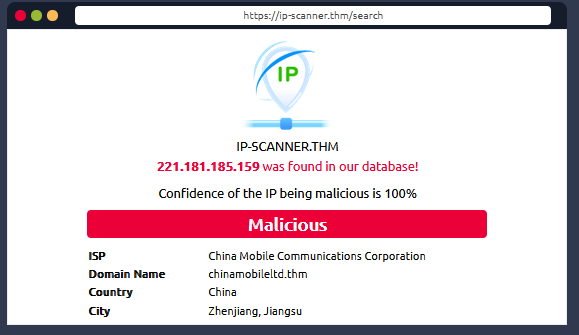 https://ip-scanner.thm/search
IP
IP-SCANNER.THM
221.181.185.159 was found in our database!
Confidence of the IP being malicious is 100%
Malicious
ISP China Mobile Communications Corporation
Domain Name chinamobileltd.thm
Country China
City Zhenjiang, Jiangsu